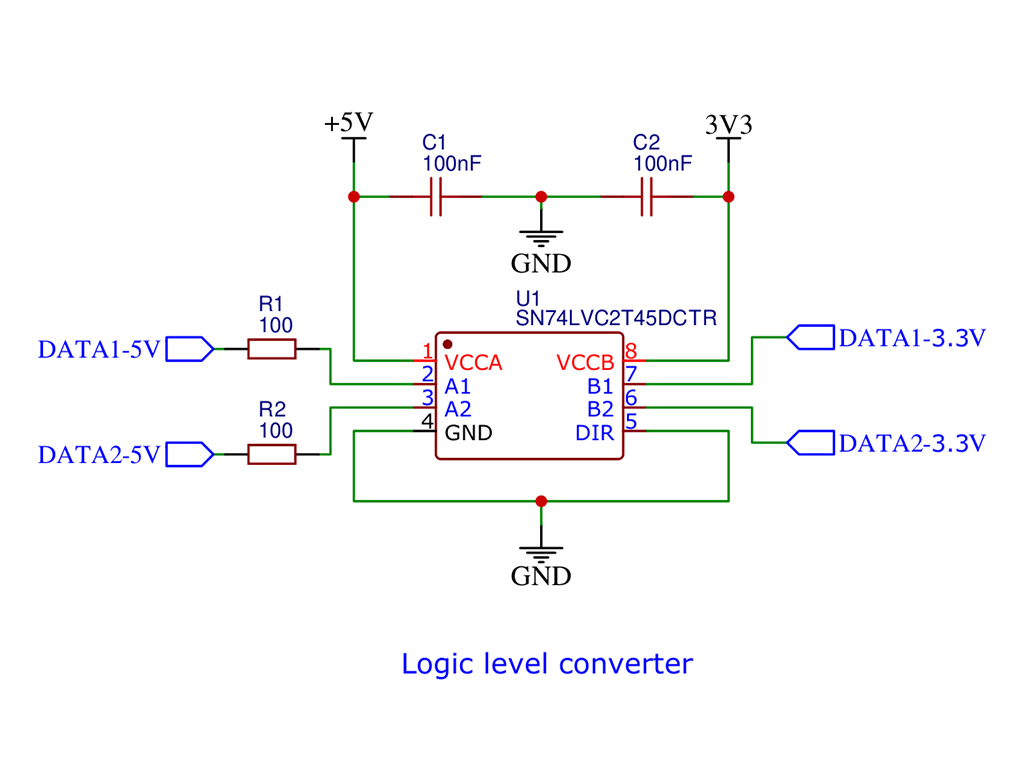 +5V
3V3
C1
100nF
C2
100nF
GND
U1
SN74LVC2T45DCTR
R1
100
DATA1-5V
DATA1-3.3V
1
VCCA
VCCB
8
2
A1
B1
7
3
A2
B2
6
4
GND
DIR
5
R2
100
DATA2-5V
DATA2-3.3V
GND
Logic level converter